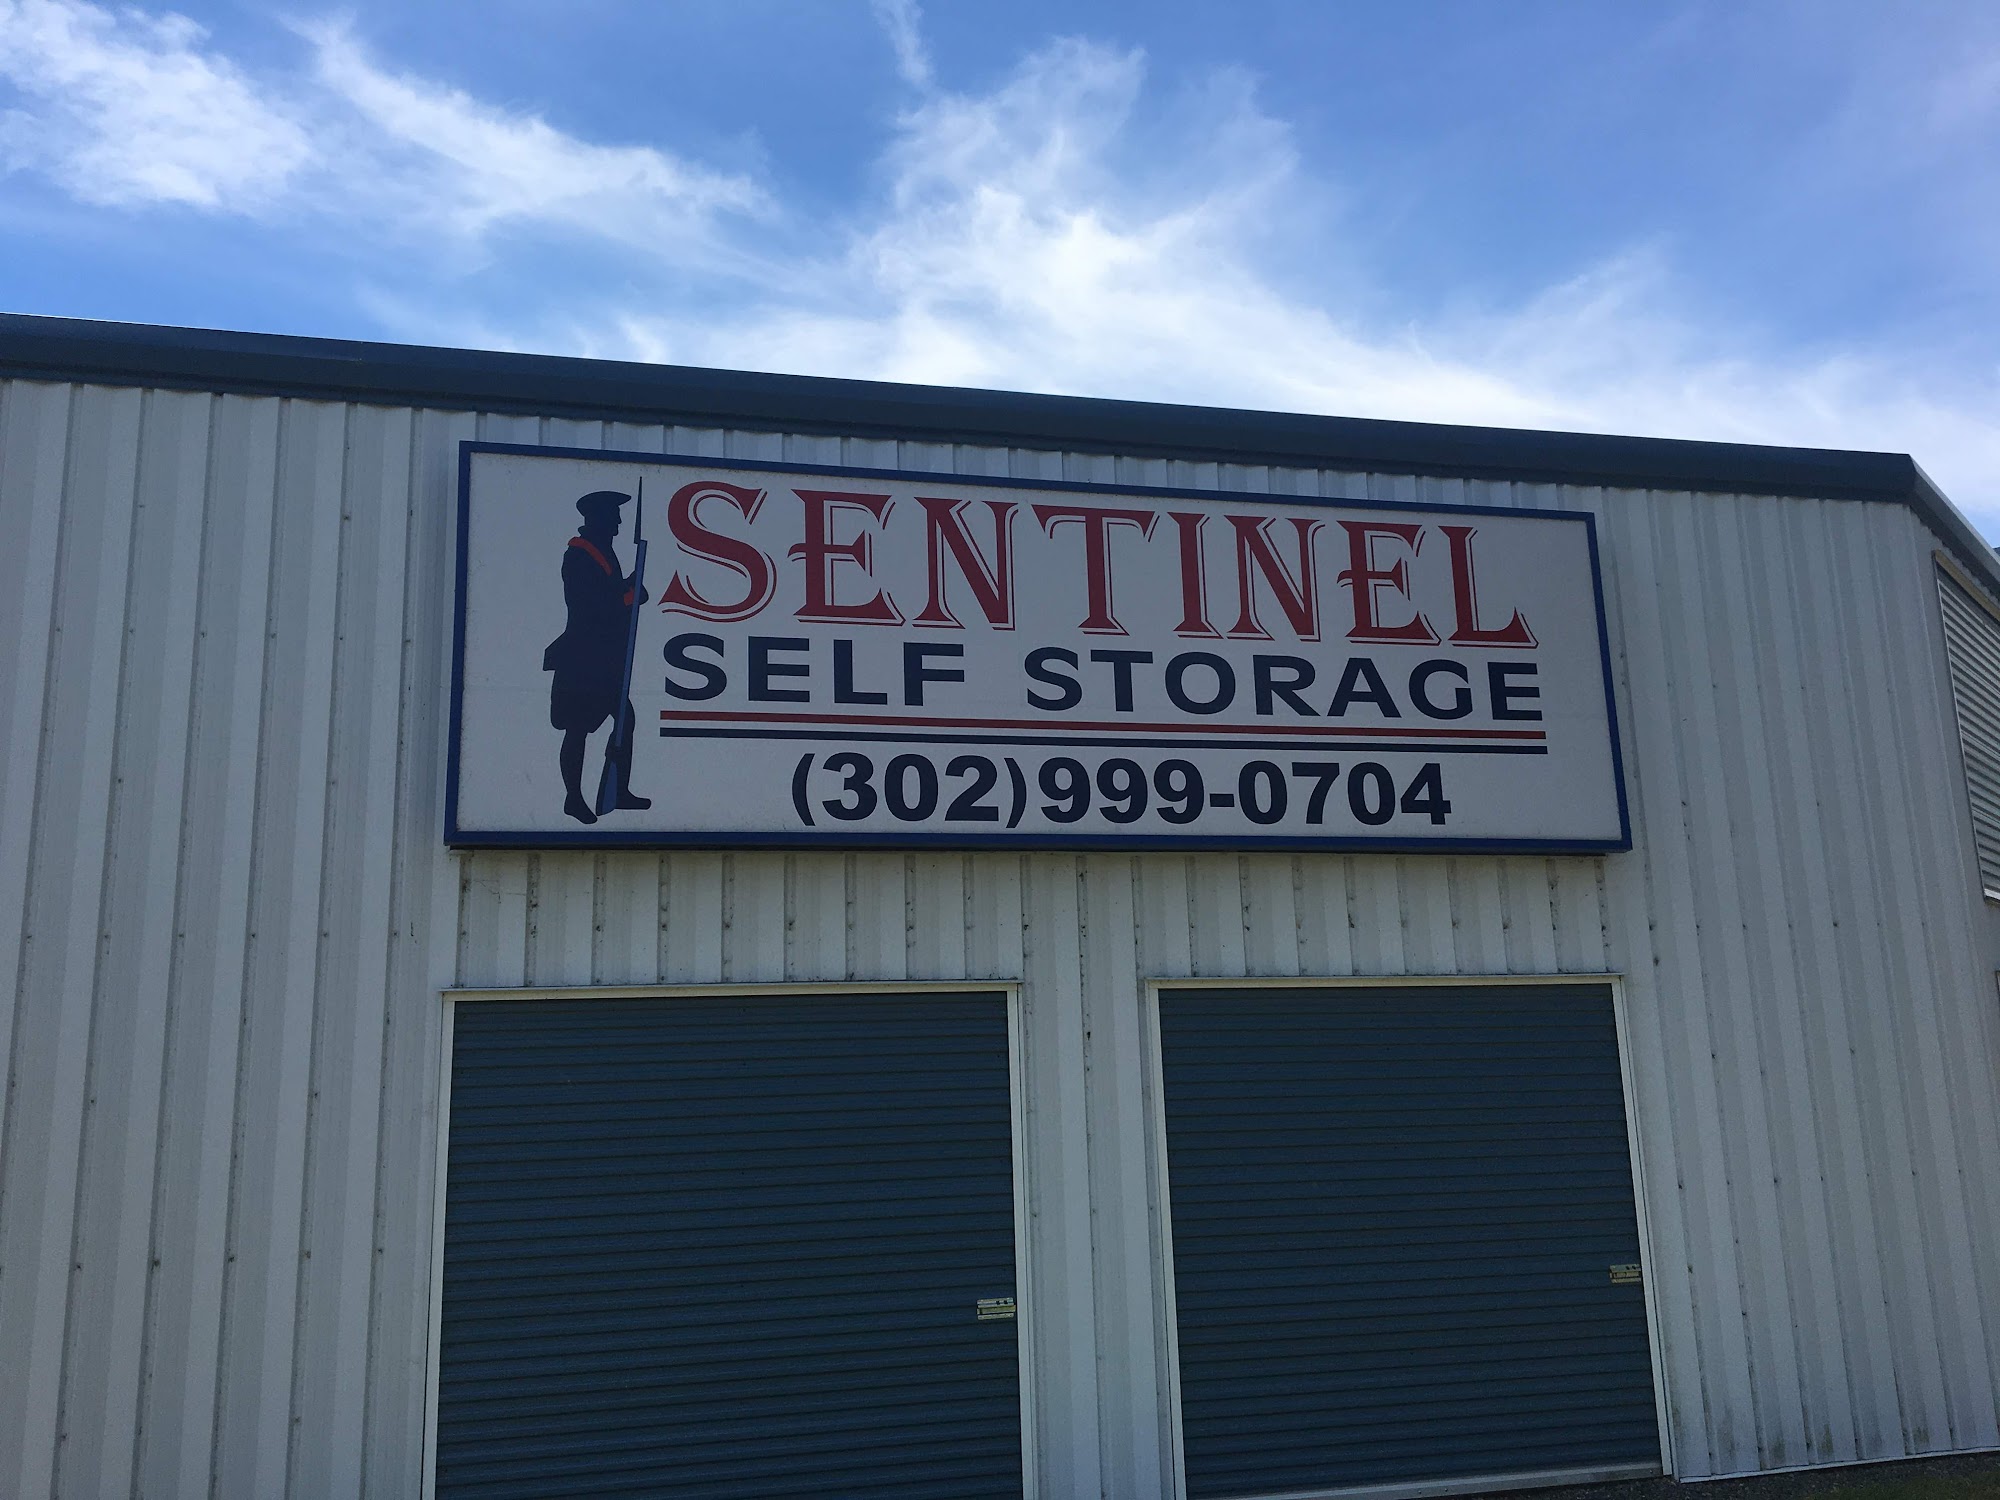 SENTINEL
SELF STORAGE
(302)999-0704